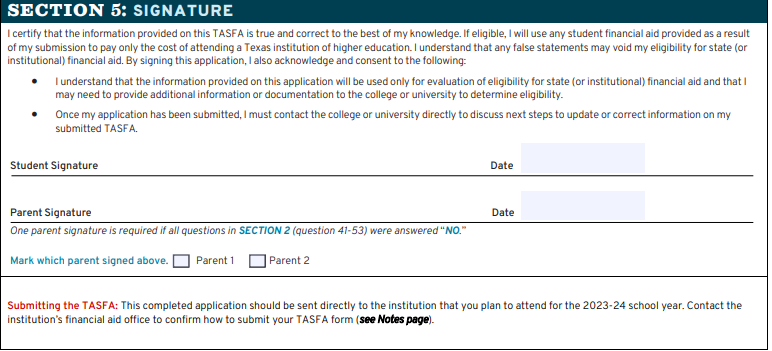 SECTION 5: SIGNATURE
I certify that the information provided on this TASFA is true and correct to the best of my knowledge. If eligible, I will use any student financial aid provided as a result
of my submission to pay only the cost of attending a Texas institution of higher education. I understand that any false statements may void my eligibility for state (or
institutional) financial aid. By signing this application, I also acknowledge and consent to the following:
• I understand that the information provided on this application will be used only for evaluation of eligibility for state (or institutional) financial aid and that I
may need to provide additional information or documentation to the college or university to determine eligibility.
• Once my application has been submitted, I must contact the college or university directly to discuss next steps to update or correct information on my
submitted TASFA.
Student Signature Date
Parent Signature Date
One parent signature is required if all questions in SECTION 2 (question 41-53) were answered "NO."
Mark which parent signed above. Parent 1 Parent 2
Submitting the TASFA: This completed application should be sent directly to the institution that you plan to attend for the 2023-24 school year. Contact the
institution's financial aid office to confirm how to submit your TASFA form (see Notes page).